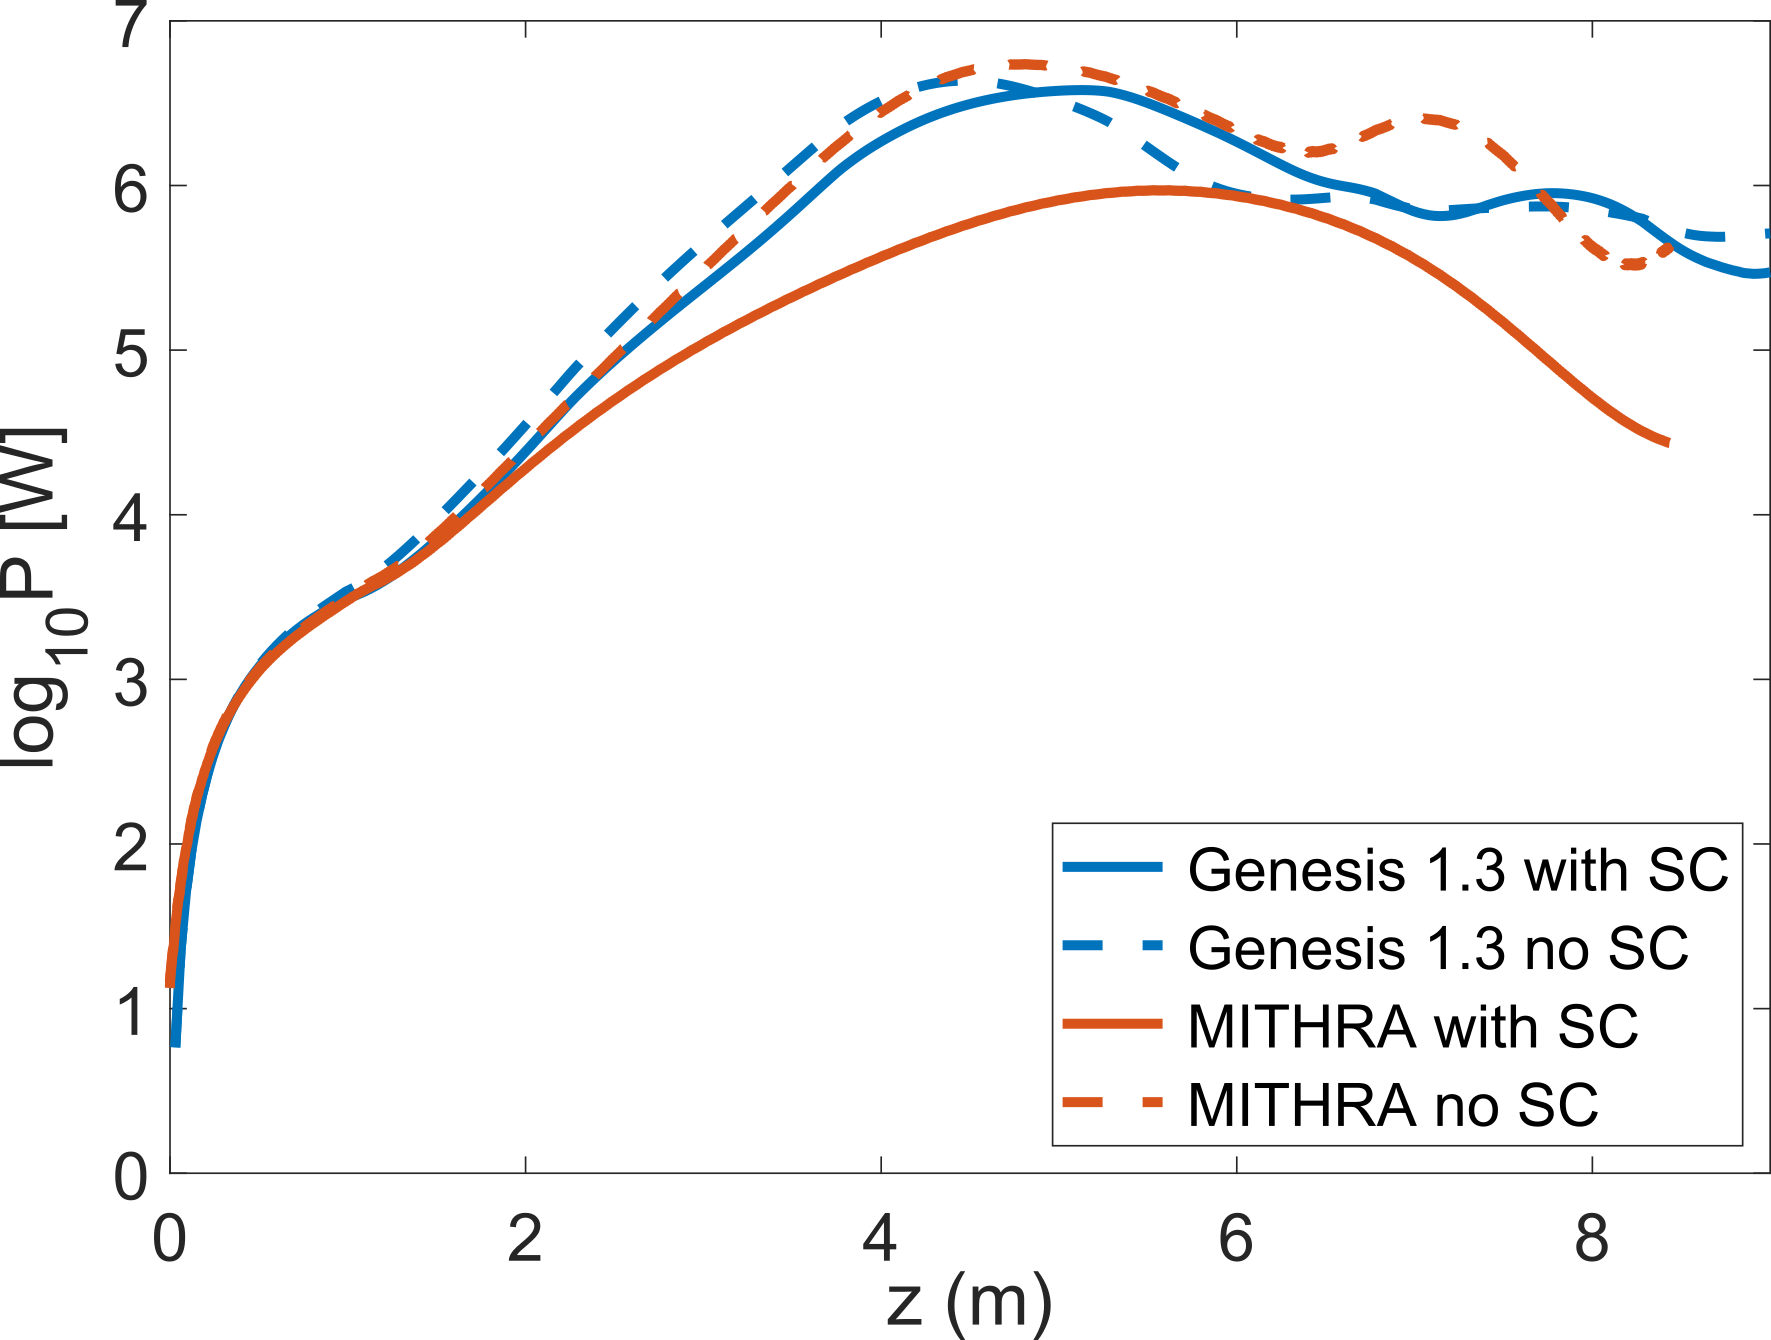 7
6
5
4
3
2
1
0
log10P [W]
0 2 4 6 8
z (m)
Genesis 1.3 with SC
Genesis 1.3 no SC
MITHRA with SC
MITHRA no SC